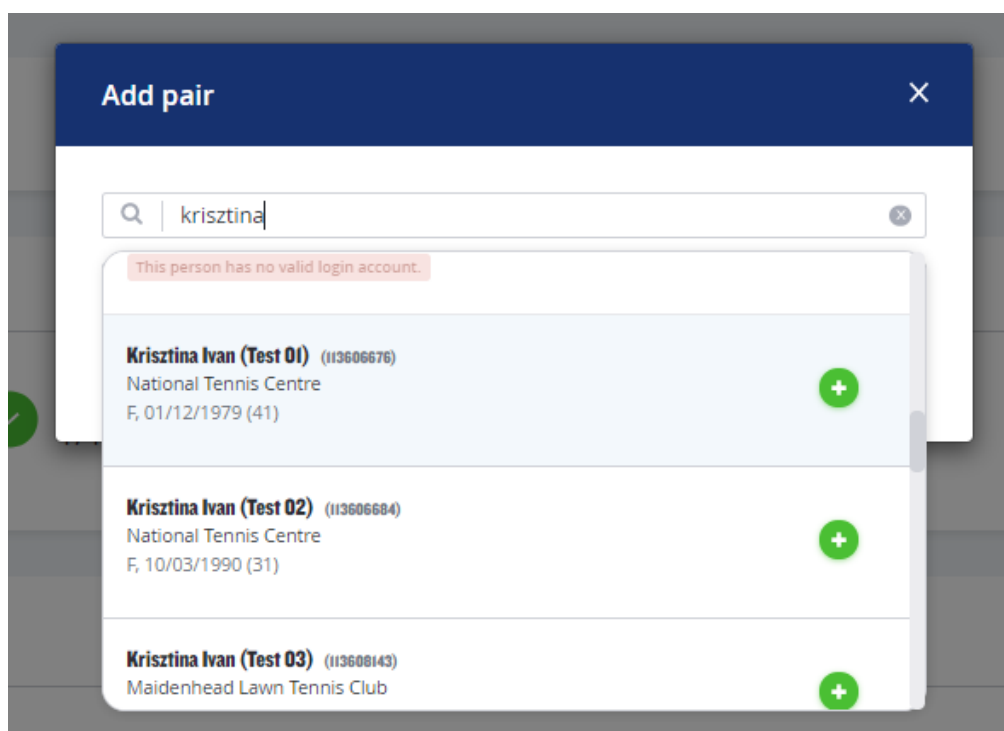 Add pair
krisztina
This person has no valid login account.
Krisztina Ivan (Test 01) (113606676)
National Tennis Centre
F, 01/12/1979 (41)
Krisztina Ivan (Test 02) (113606684)
National Tennis Centre
F, 10/03/1990 (31)
Krisztina Ivan (Test 03) (113608143)
Maidenhead Lawn Tennis Club